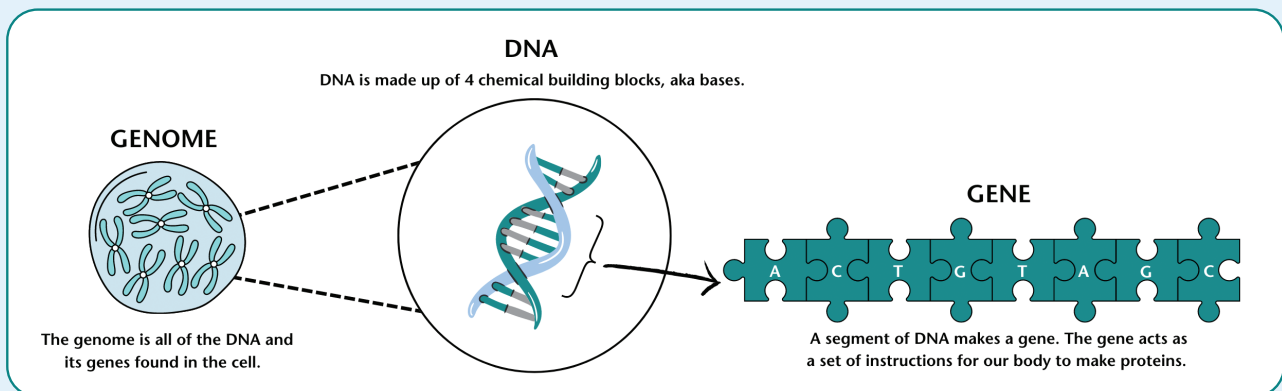 DNA
DNA is made up of 4 chemical building blocks, aka bases.
GENOME
The genome is all of the DNA and
its genes found in the cell.
GENE
A C T G T A G C
A segment of DNA makes a gene. The gene acts as
a set of instructions for our body to make proteins.